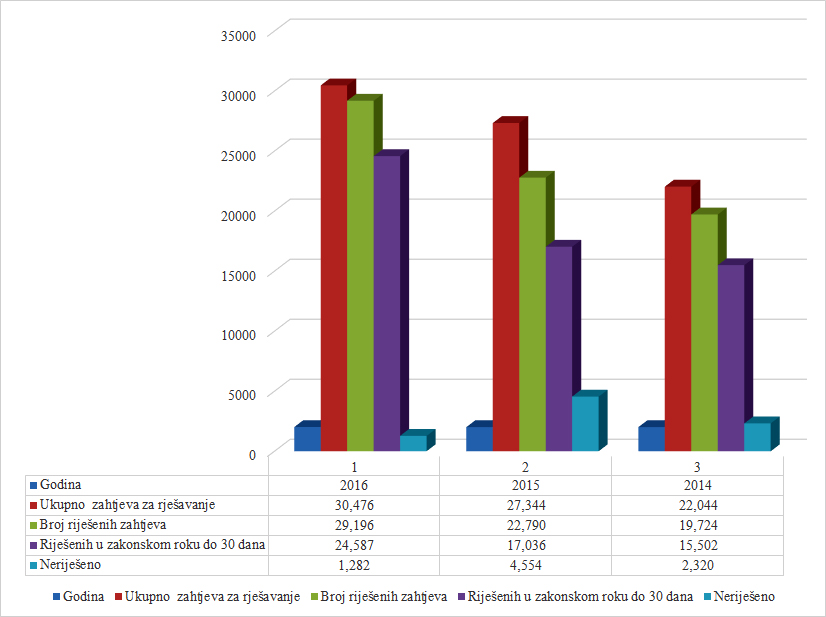 35000
30000
25000
20000
15000
10000
5000
0
1 2 3
Godina 2016 2015 2014
Ukupno zahtjeva za rješavanje 30,476 27,344 22,044
Broj riješenih zahtjeva 29,196 22,790 19,724
Riješenih u zakonskom roku do 30 dana 24,587 17,036 15,502
Neriješeno 1,282 4,554 2,320
Godina Ukupno zahtjeva za rješavanje Broj riješenih zahtjeva Riješenih u zakonskom roku do 30 dana Neriješeno